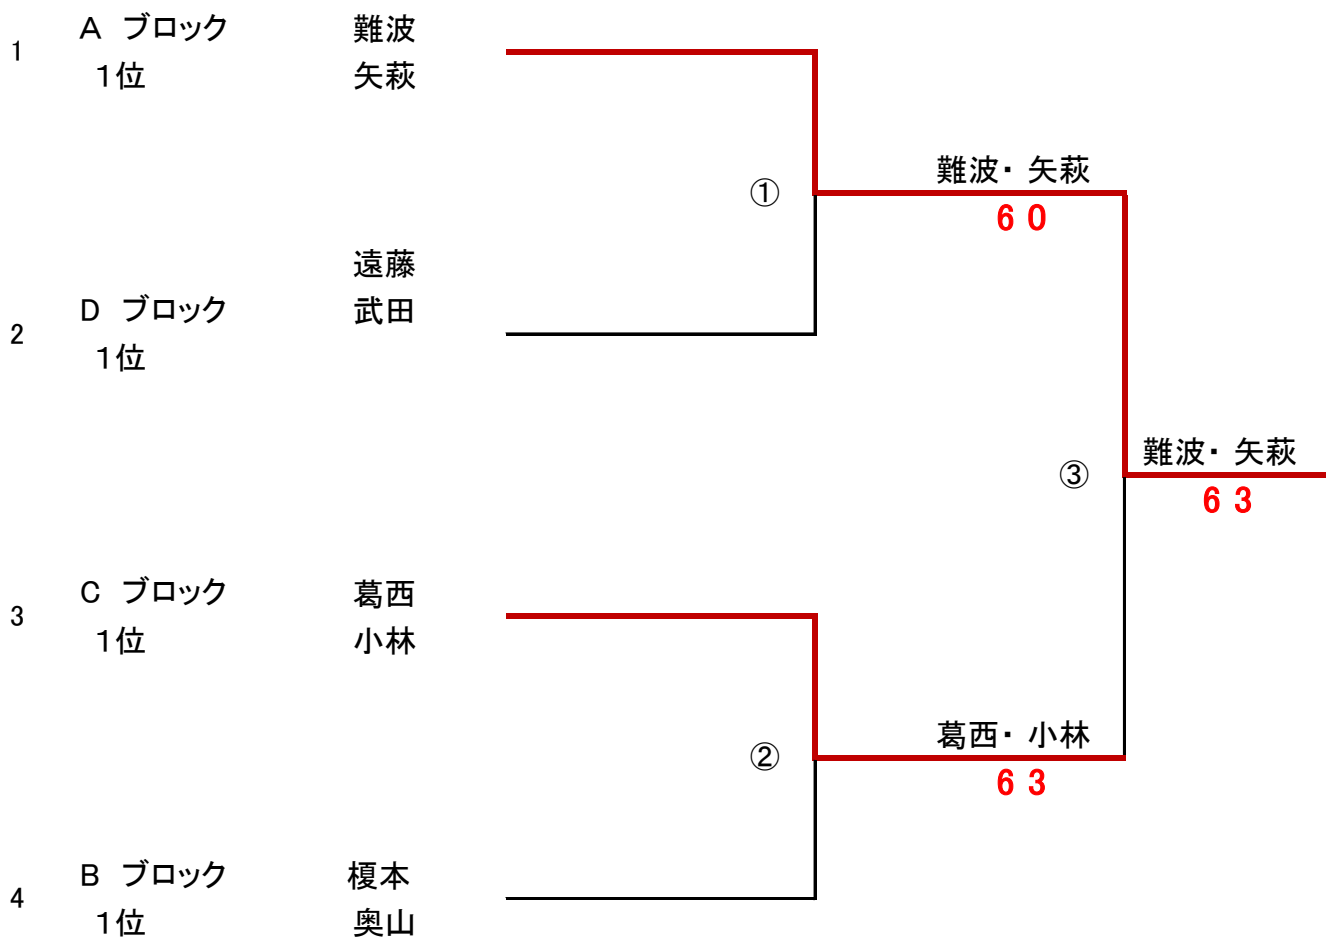 A ブロック 難波
1
1位 矢萩
難波・ 矢萩
①
6 0
遠藤
D ブロック 武田
2
1位
難波・ 矢萩
③
6 3
C ブロック 葛西
3
1位 小林
葛西・ 小林
②
6 3
B ブロック 榎本
4
1位 奥山